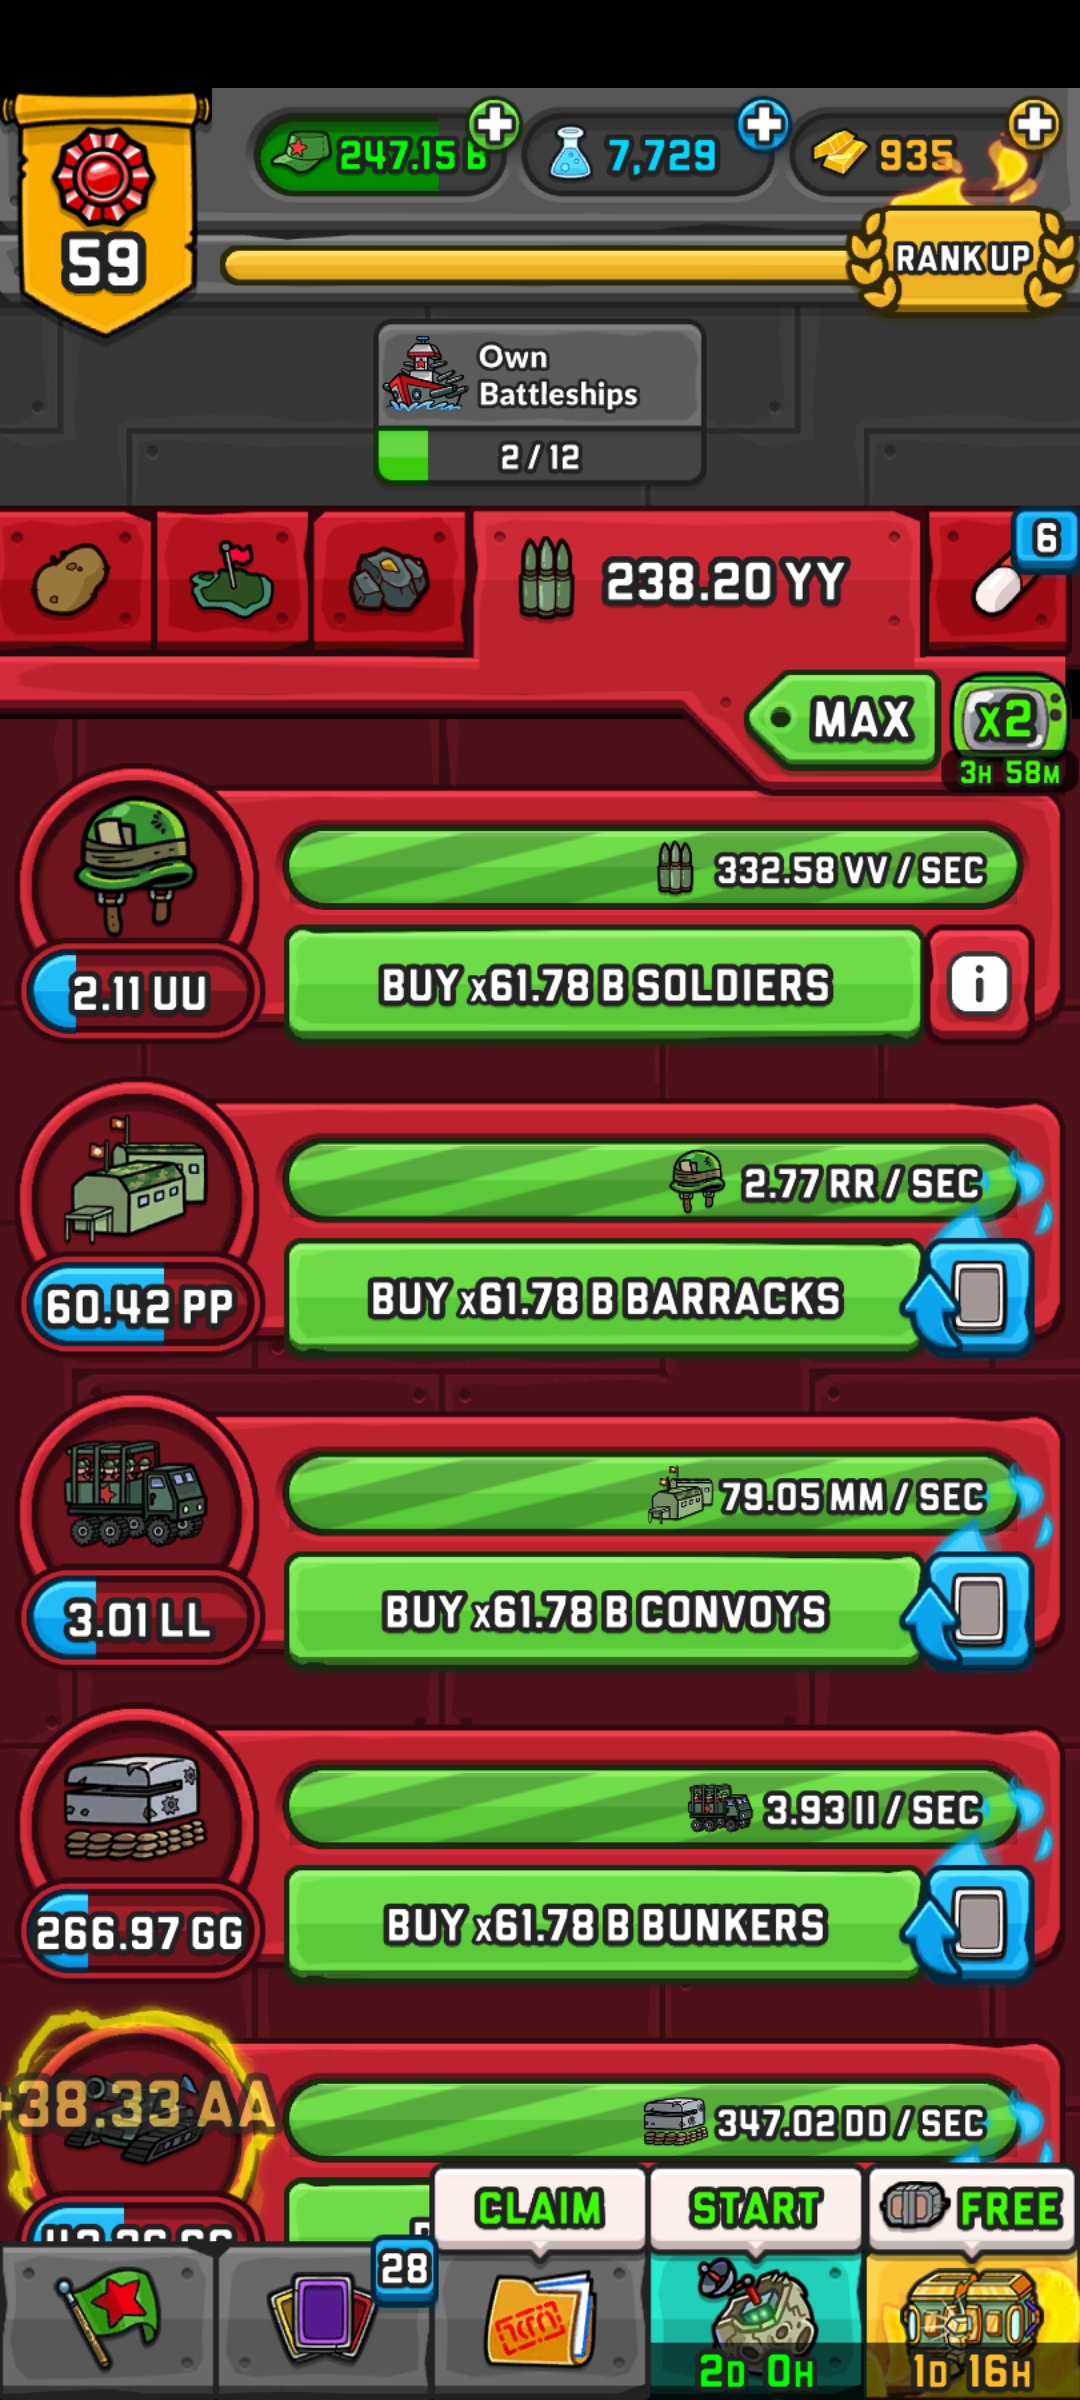 247.15 B
7,729
935
59
RANK UP
Own
Battleships
2 / 12
238.20 YY
6
MAX
x2
3H 58M
332.58 VV / SEC
2.11 UU
BUY x61.78 B SOLDIERS
i
2.77 RR / SEC
60.42 PP
BUY x61.78 B BARRACKS
79.05 MM / SEC
3.01 LL
BUY x61.78 B CONVOYS
3.93 II / SEC
266.97 GG
BUY x61.78 B BUNKERS
+38.33 AA
347.02 DD / SEC
CLAIM
START
FREE
28
2D 0H
1D 16H